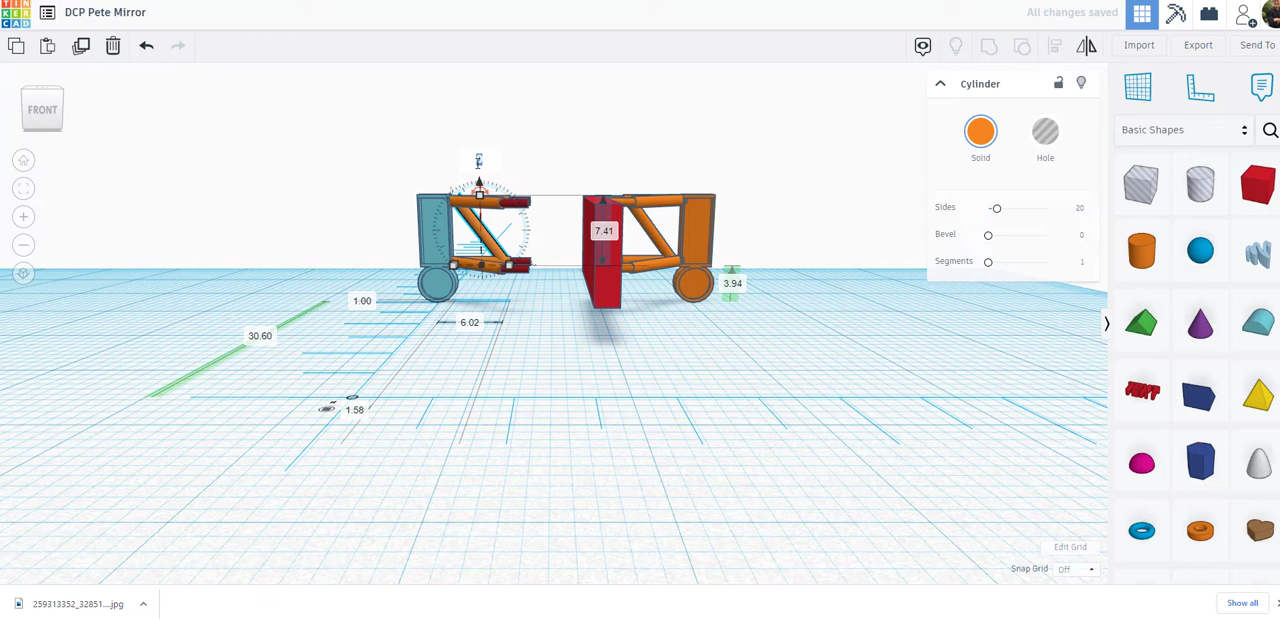 TIN
KER
CAD
DCP Pete Mirror
All changes saved
Import
Export
Send To
FRONT
Cylinder
Solid
Hole
Sides
20
Bevel
0
Segments
1
Basic Shapes
7.41
3.94
1.00
6.02
30.60
1.58
TEXT
Edit Grid
Snap Grid
Off
259313352_32851....jpg
Show all